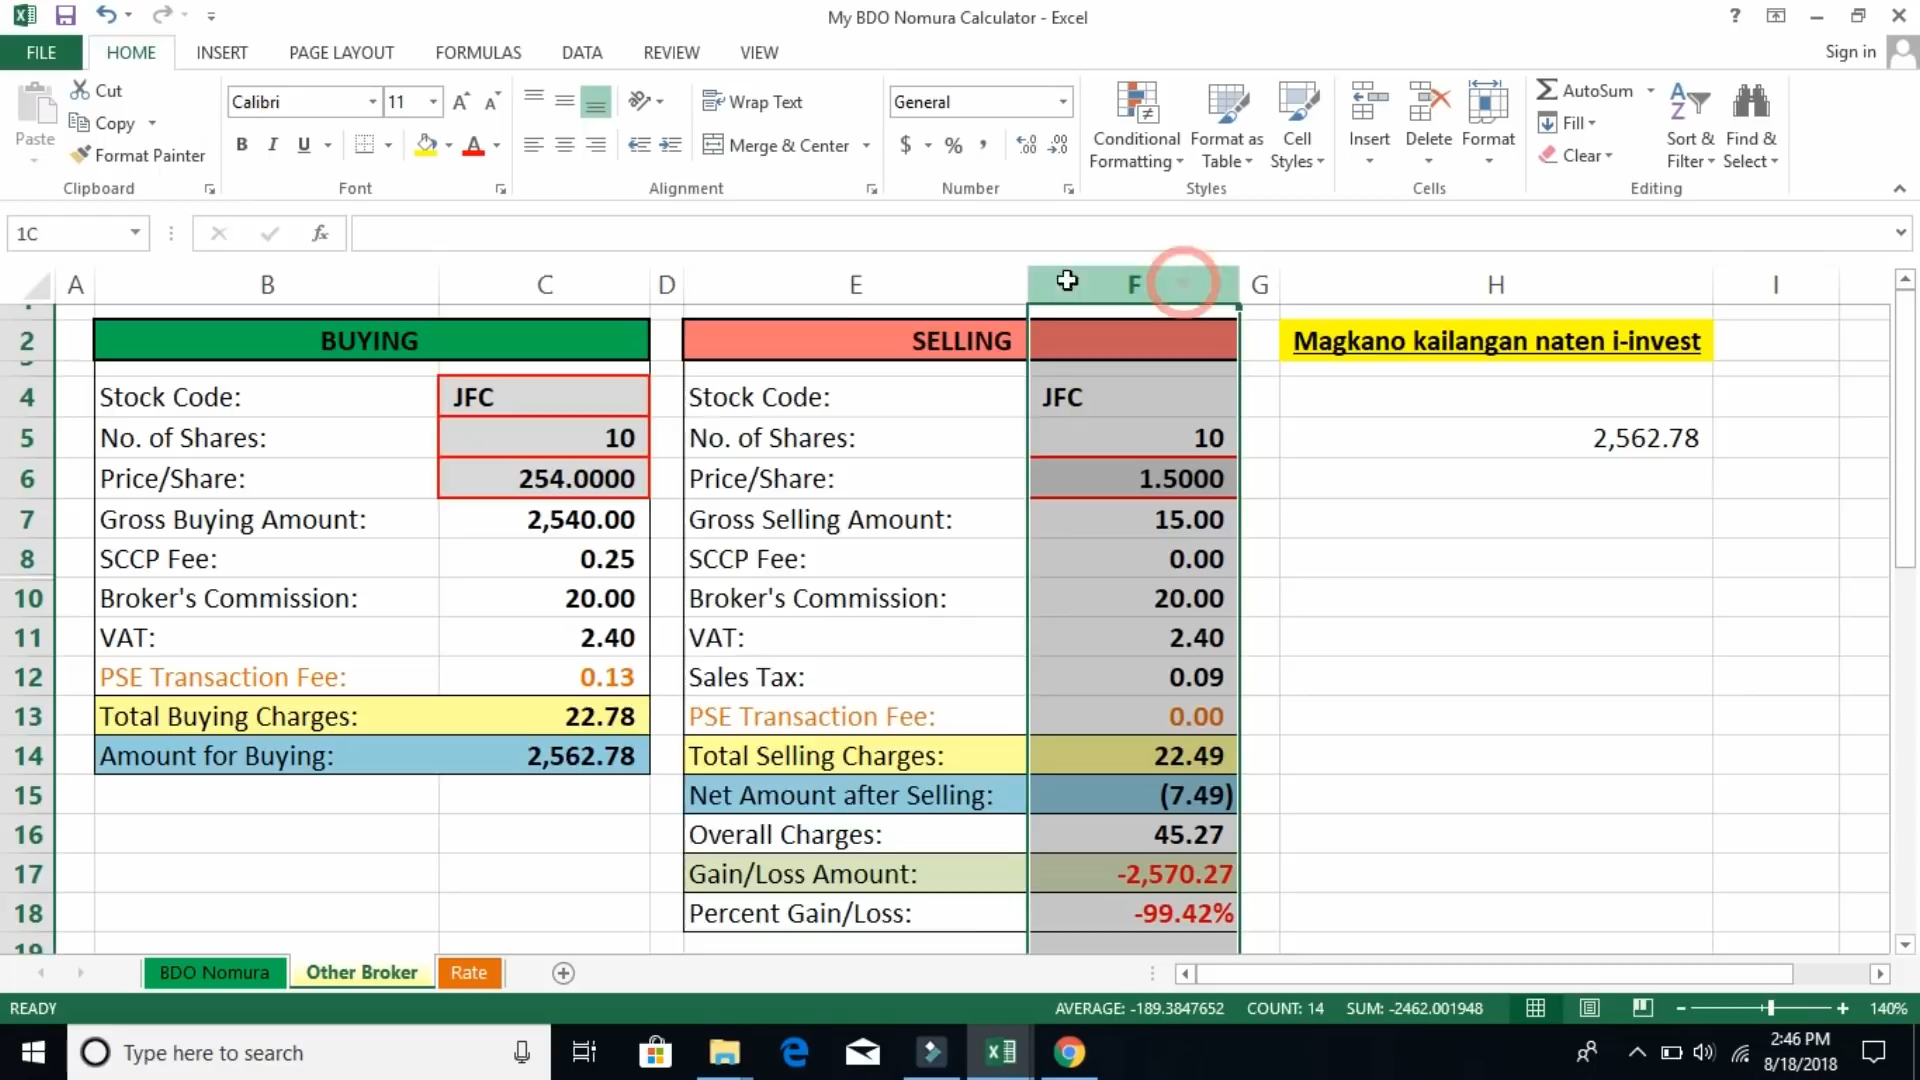 My BDO Nomura Calculator - Excel
?
FILE HOME INSERT PAGE LAYOUT FORMULAS DATA REVIEW VIEW Sign in
Paste Cut Copy Format Painter
Clipboard
Calibri 11
B I U
Font
Wrap Text
Merge & Center
Alignment
General
$ %
Number
Conditional Formatting Format as Table Cell Styles
Styles
Insert Delete Format
Cells
AutoSum Fill Clear Sort & Filter Find & Select
Editing
1C fx
A B C D E F G H I
2 BUYING SELLING Magkano kailangan naten i-invest
4 Stock Code: JFC Stock Code: JFC
5 No. of Shares: 10 No. of Shares: 10 2,562.78
6 Price/Share: 254.0000 Price/Share: 1.5000
7 Gross Buying Amount: 2,540.00 Gross Selling Amount: 15.00
8 SCCP Fee: 0.25 SCCP Fee: 0.00
10 Broker's Commission: 20.00 Broker's Commission: 20.00
11 VAT: 2.40 VAT: 2.40
12 PSE Transaction Fee: 0.13 Sales Tax: 0.09
13 Total Buying Charges: 22.78 PSE Transaction Fee: 0.00
14 Amount for Buying: 2,562.78 Total Selling Charges: 22.49
15 Net Amount after Selling: (7.49)
16 Overall Charges: 45.27
17 Gain/Loss Amount: -2,570.27
18 Percent Gain/Loss: -99.42%
19
BDO Nomura Other Broker Rate
READY AVERAGE: -189.3847652 COUNT: 14 SUM: -2462.001948 140%
Type here to search
2:46 PM
8/18/2018